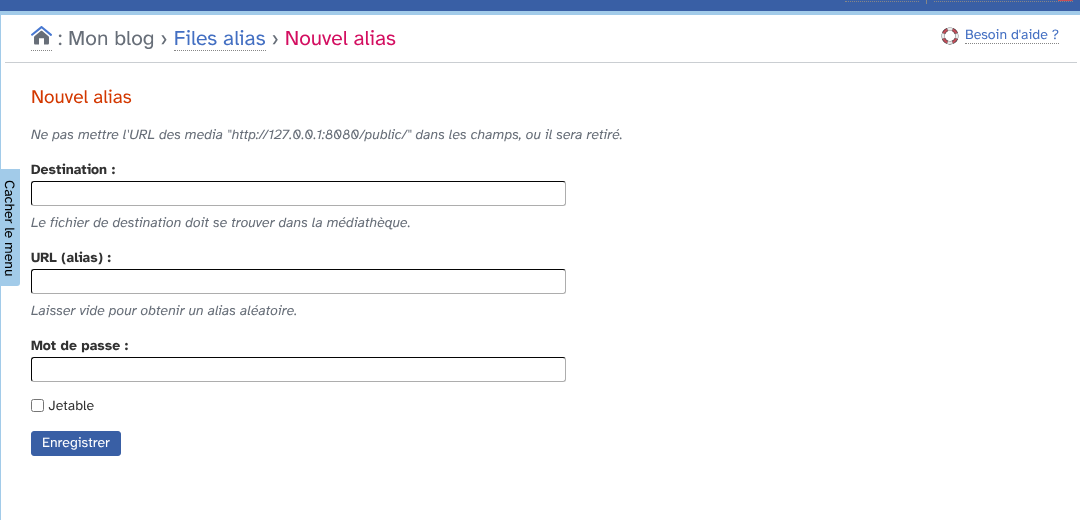 : Mon blog › Files alias › Nouvel alias
Besoin d'aide ?
Nouvel alias
Ne pas mettre l'URL des media "http://127.0.0.1:8080/public/" dans les champs, ou il sera retiré.
Destination :
Le fichier de destination doit se trouver dans la médiathèque.
Cacher le menu
URL (alias) :
Laisser vide pour obtenir un alias aléatoire.
Mot de passe :
Jetable
Enregistrer